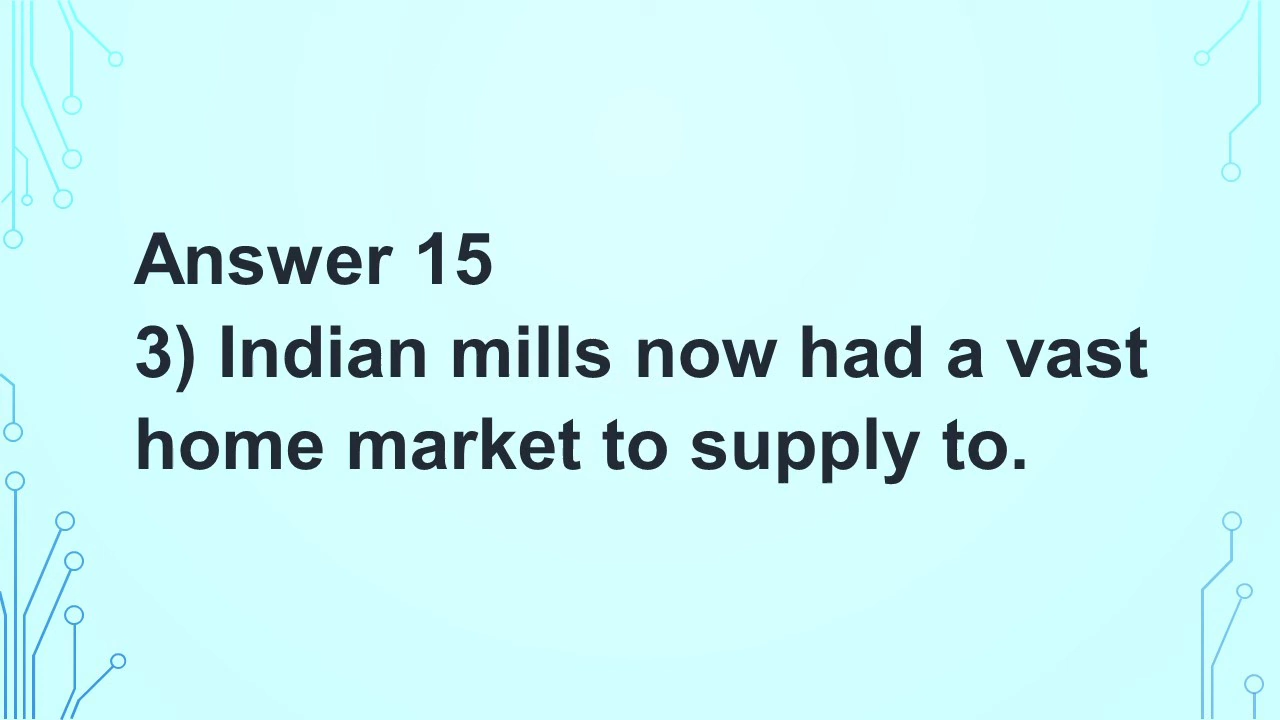 Answer 15
3) Indian mills now had a vast
home market to supply to.